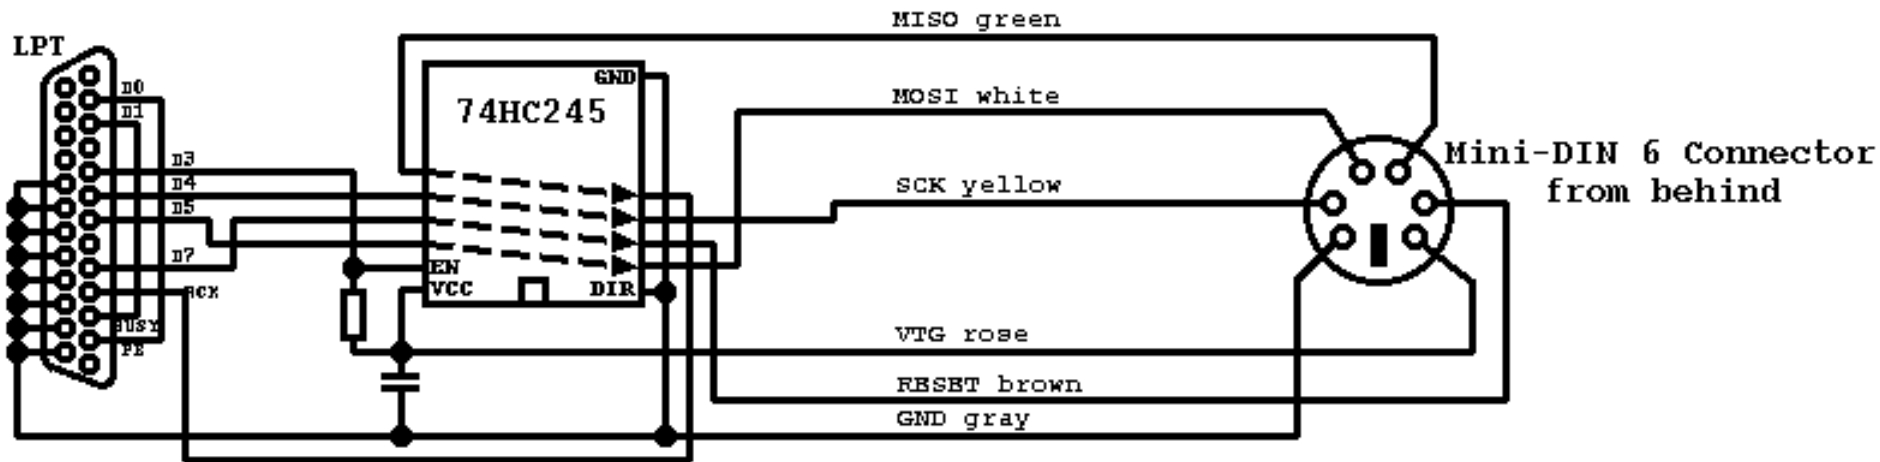 MISO green
LPT
GND
D0
D1
74HC245
MOSI white
Mini-DIN 6 Connector
from behind
D3
D4
SCK yellow
D5
D7
EN
VCC
DIR
ACK
BUSY
PE
VTG rose
RESET brown
GND gray